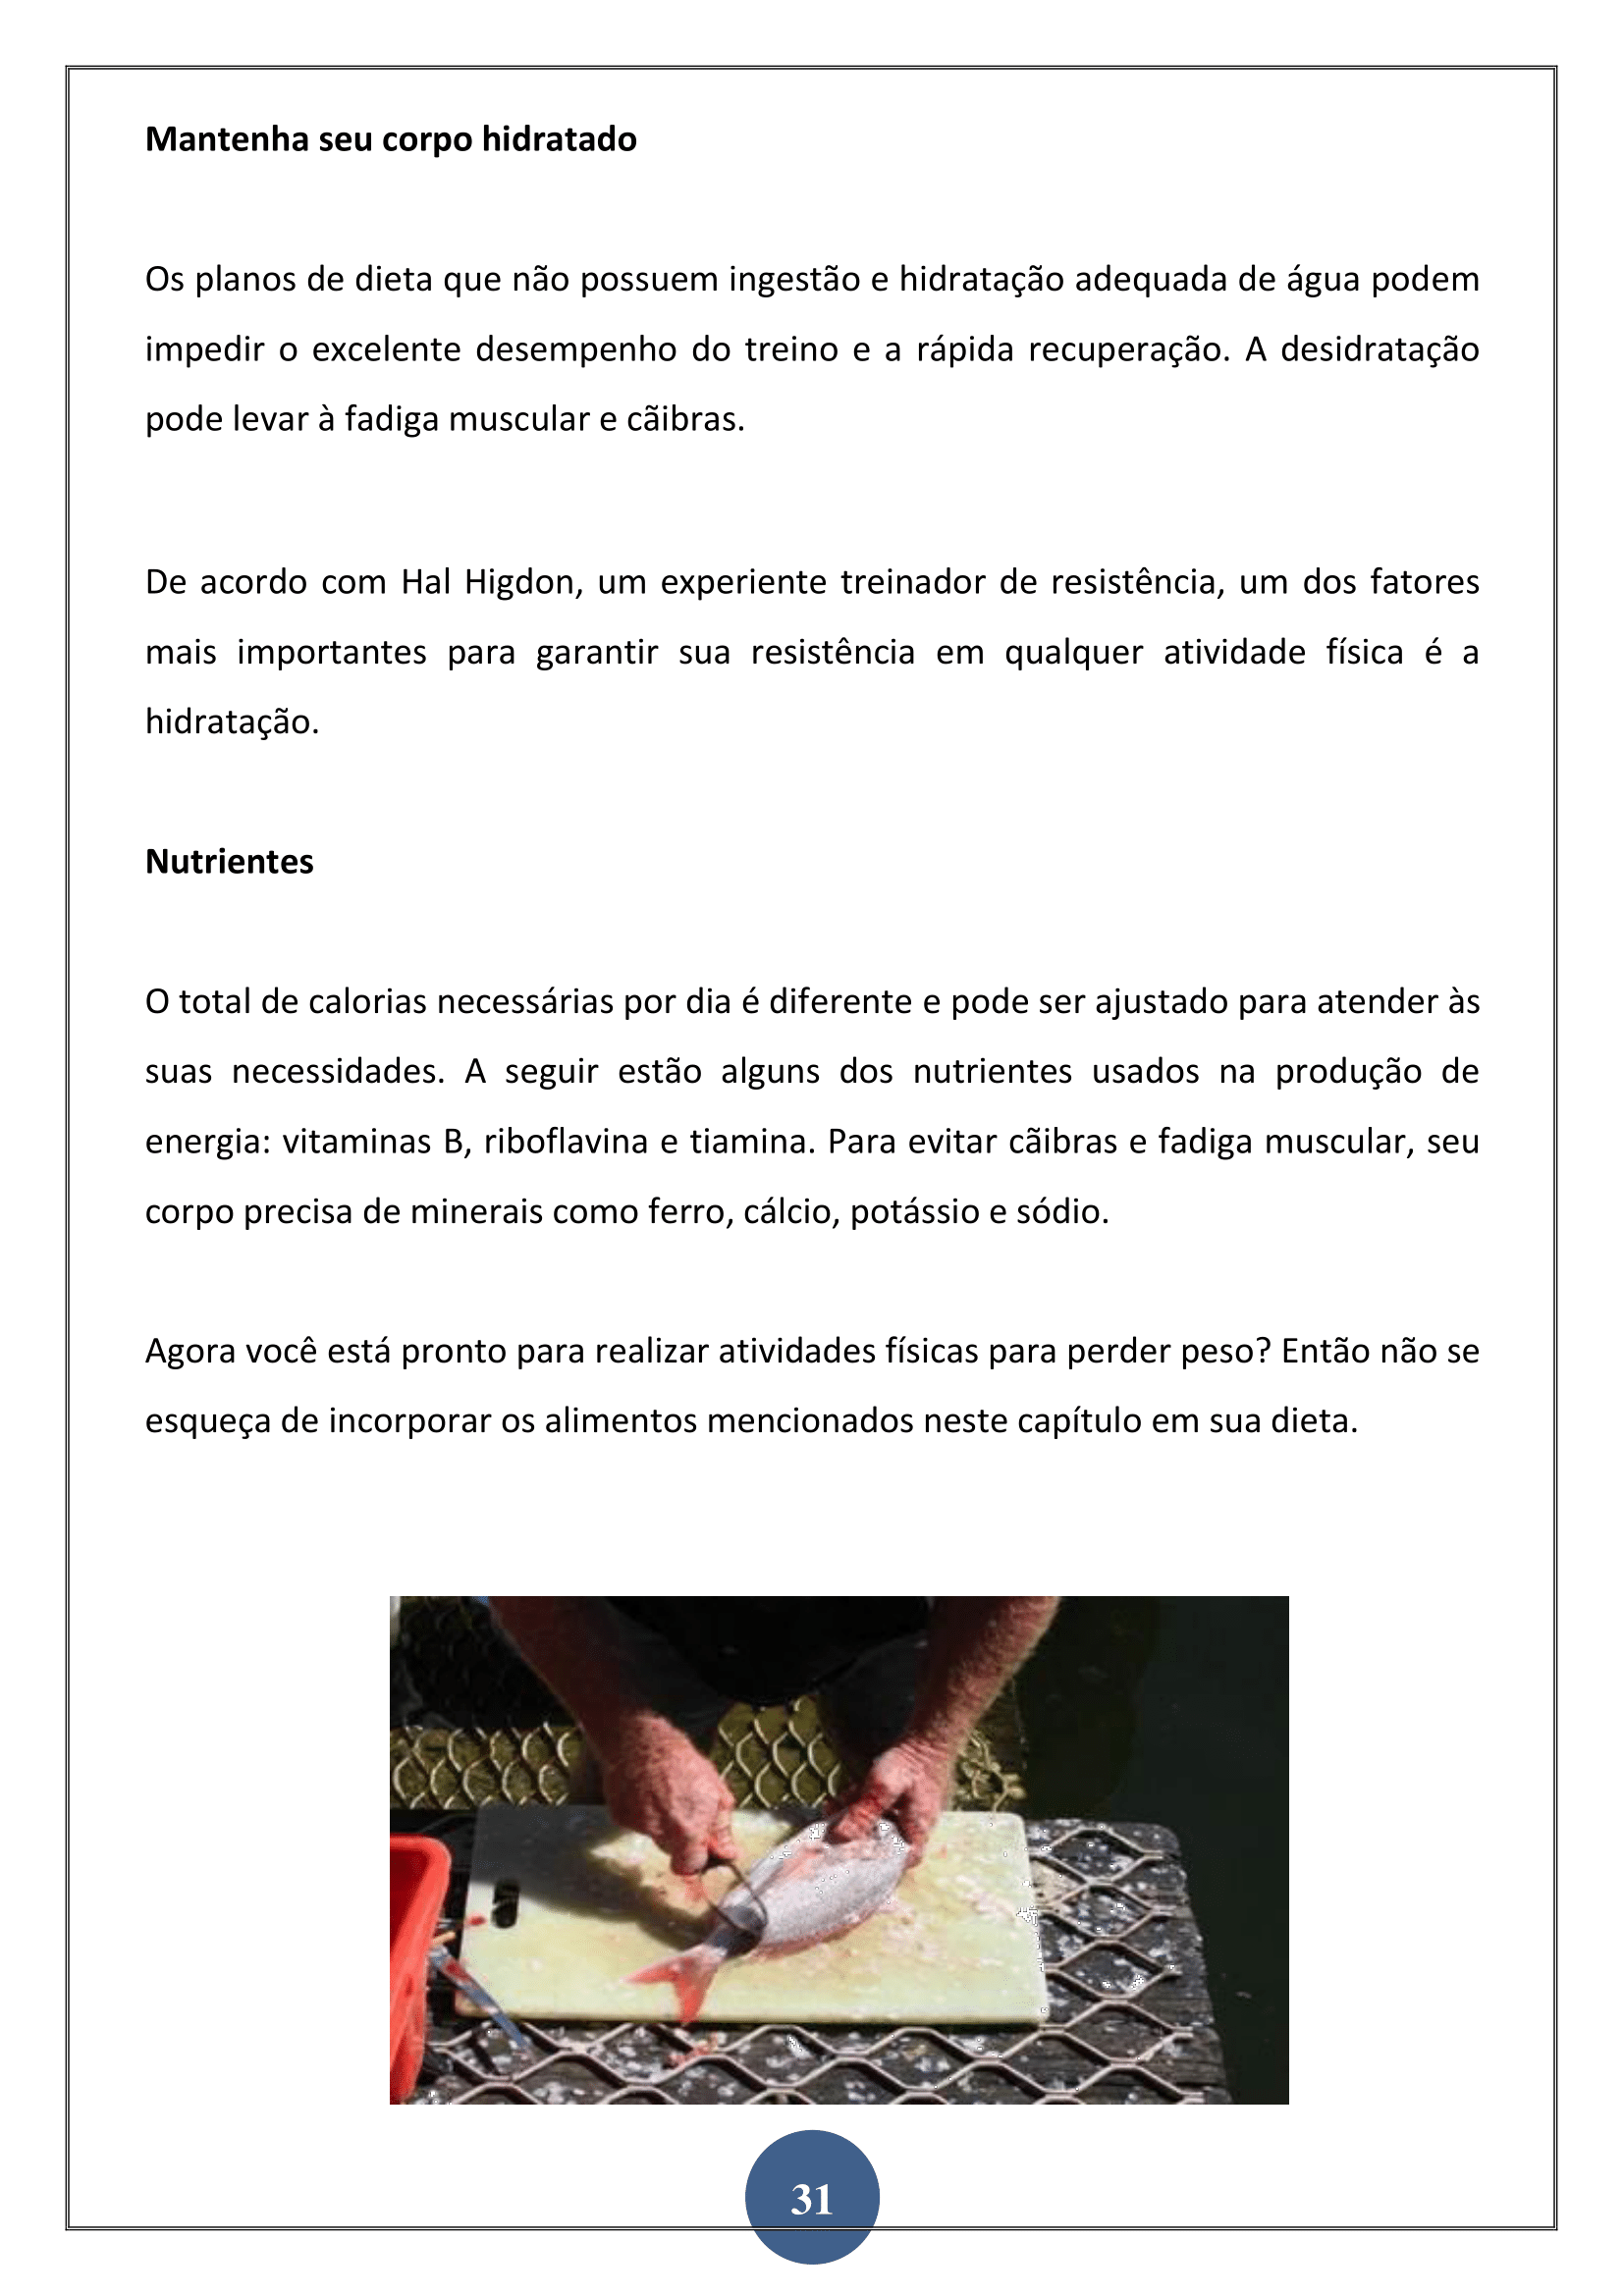 Mantenha seu corpo hidratado
Os planos de dieta que não possuem ingestão e hidratação adequada de água podem
impedir o excelente desempenho do treino e a rápida recuperação. A desidratação
pode levar à fadiga muscular e cãibras.
De acordo com Hal Higdon, um experiente treinador de resistência, um dos fatores
mais importantes para garantir sua resistência em qualquer atividade física é a
hidratação.
Nutrientes
O total de calorias necessárias por dia é diferente e pode ser ajustado para atender às
suas necessidades. A seguir estão alguns dos nutrientes usados na produção de
energia: vitaminas B, riboflavina e tiamina. Para evitar cãibras e fadiga muscular, seu
corpo precisa de minerais como ferro, cálcio, potássio e sódio.
Agora você está pronto para realizar atividades físicas para perder peso? Então não se
esqueça de incorporar os alimentos mencionados neste capítulo em sua dieta.
31